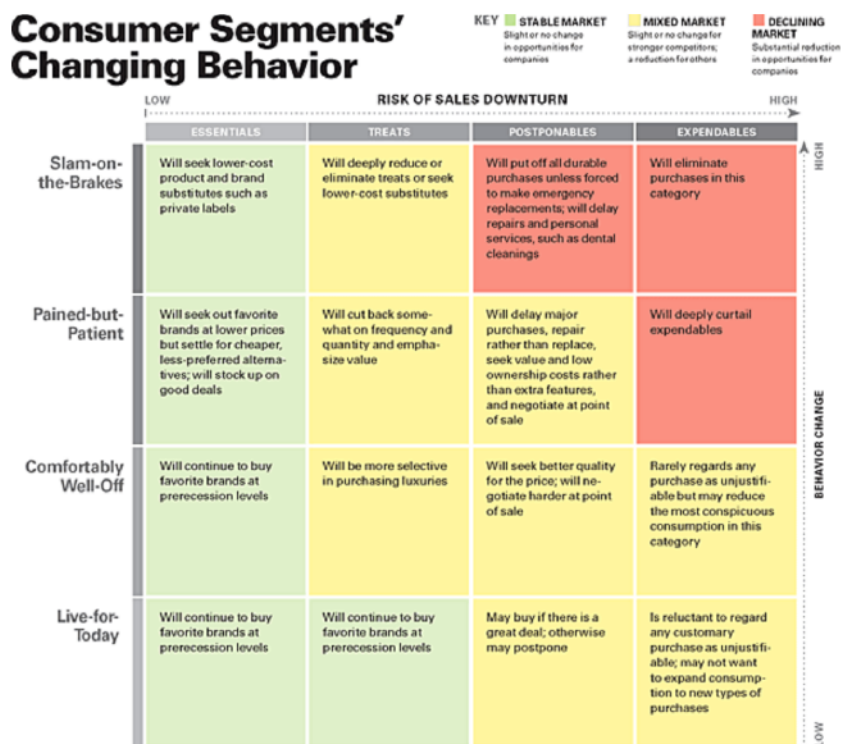 Consumer Segments'
Changing Behavior
KEY
STABLE MARKET
Slight or no change
in opportunities for
companies
MIXED MARKET
Slight or no change for
stronger competitors;
a reduction for others
DECLINING
MARKET
Substantial reduction
in opportunities for
companies
LOW
RISK OF SALES DOWNTURN
HIGH
ESSENTIALS
TREATS
POSTPONABLES
EXPENDABLES
HIGH
BEHAVIOR CHANGE
LOW
Slam-on-
the-Brakes
Will seek lower-cost
product and brand
substitutes such as
private labels
Will deeply reduce or
eliminate treats or seek
lower-cost substitutes
Will put off all durable
purchases unless forced
to make emergency
replacements; will delay
repairs and personal
services, such as dental
cleanings
Will eliminate
purchases in this
category
Pained-but-
Patient
Will seek out favorite
brands at lower prices
but settle for cheaper,
less-preferred alterna-
tives; will stock up on
good deals
Will cut back some-
what on frequency and
quantity and empha-
size value
Will delay major
purchases, repair
rather than replace,
seek value and low
ownership costs rather
than extra features,
and negotiate at point
of sale
Will deeply curtail
expendables
Comfortably
Well-Off
Will continue to buy
favorite brands at
prerecession levels
Will be more selective
in purchasing luxuries
Will seek better quality
for the price; will ne-
gotiate harder at point
of sale
Rarely regards any
purchase as unjustifi-
able but may reduce
the most conspicuous
consumption in this
category
Live-for-
Today
Will continue to buy
favorite brands at
prerecession levels
Will continue to buy
favorite brands at
prerecession levels
May buy if there is a
great deal; otherwise
may postpone
Is reluctant to regard
any customary
purchase as unjustifi-
able; may not want
to expand consump-
tion to new types of
purchases